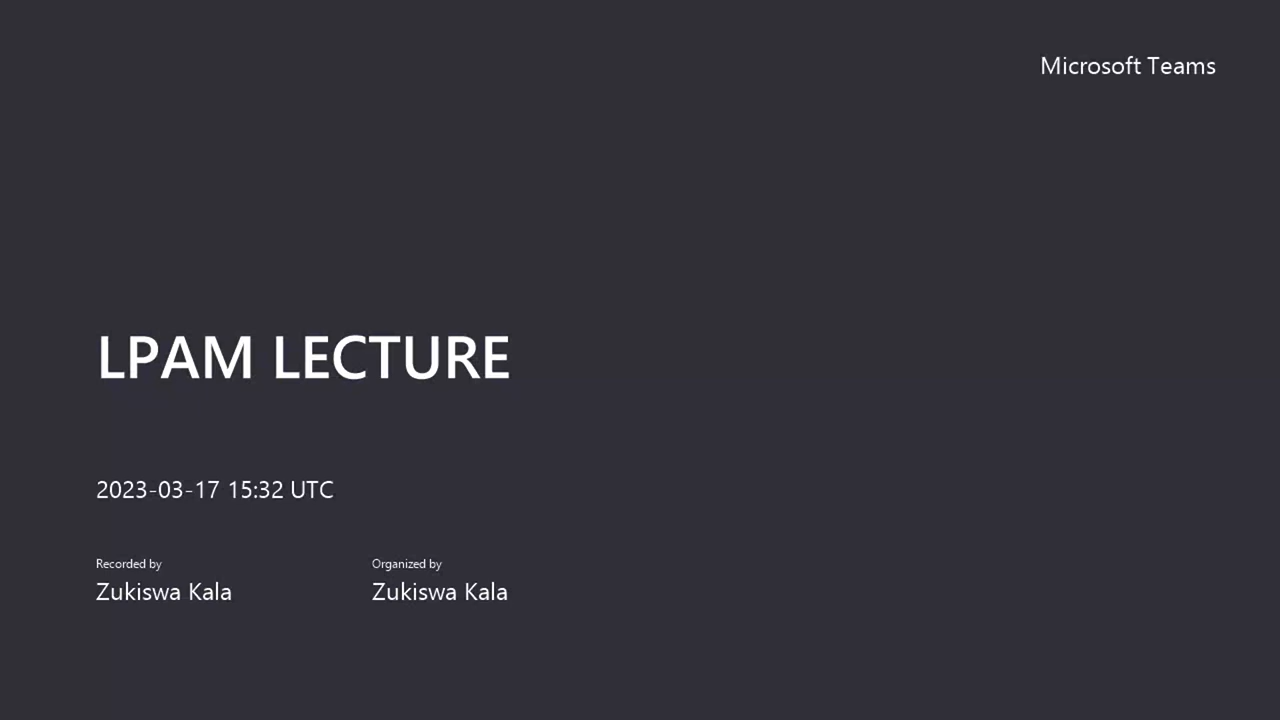 Microsoft Teams
LPAM LECTURE
2023-03-17 15:32 UTC
Recorded by
Zukiswa Kala
Organized by
Zukiswa Kala